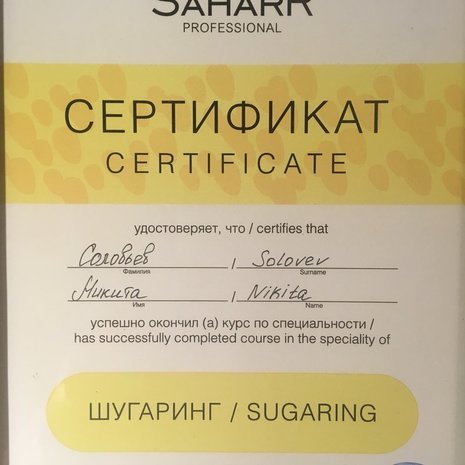 SAHARR
PROFESSIONAL
СЕРТИФИКАТ
CERTIFICATE
удостоверяет, что / certifies that
Соловьев / Solovev
Фамилия Surname
Никита / Nikita
Имя Name
успешно окончил (а) курс по специальности /
has successfully completed course in the speciality of
ШУГАРИНГ / SUGARING